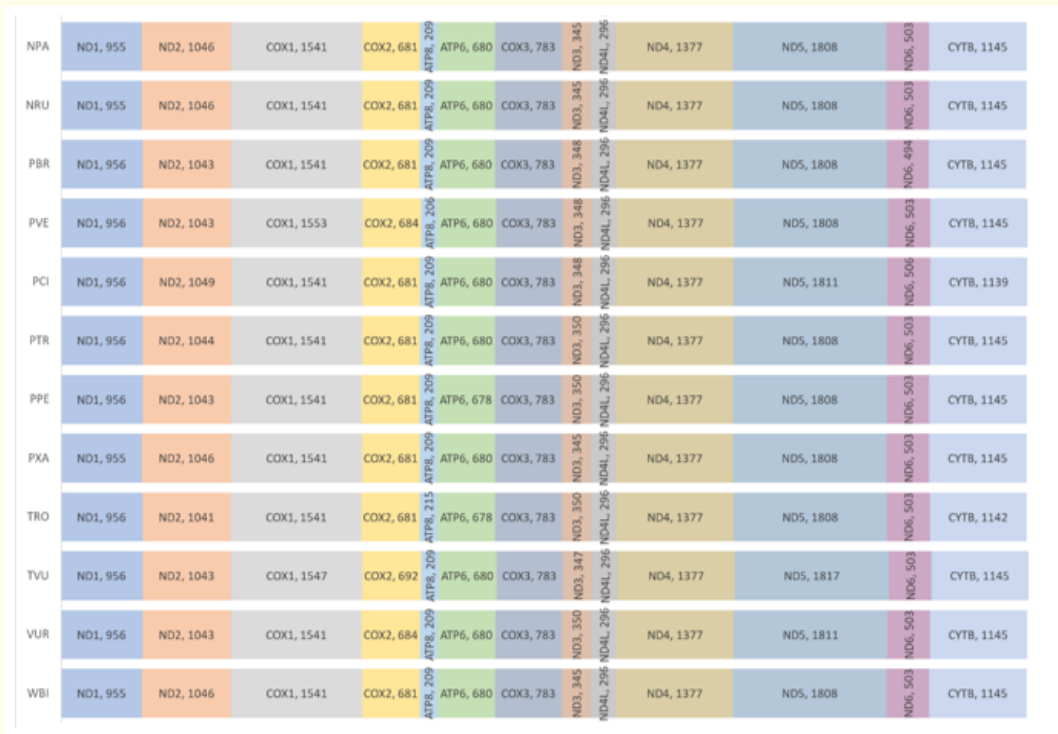 NPA ND1, 955 ND2, 1046 COX1, 1541 COX2, 681 ATP8, 209 ATP6, 680 COX3, 783 ND3, 345 ND4L, 296 ND4, 1377 ND5, 1808 ND6, 503 CYTB, 1145
NRU ND1, 955 ND2, 1046 COX1, 1541 COX2, 681 ATP8, 209 ATP6, 680 COX3, 783 ND3, 345 ND4L, 296 ND4, 1377 ND5, 1808 ND6, 503 CYTB, 1145
PBR ND1, 956 ND2, 1043 COX1, 1541 COX2, 681 ATP8, 209 ATP6, 680 COX3, 783 ND3, 348 ND4L, 296 ND4, 1377 ND5, 1808 ND6, 494 CYTB, 1145
PVE ND1, 956 ND2, 1043 COX1, 1553 COX2, 684 ATP8, 206 ATP6, 680 COX3, 783 ND3, 348 ND4L, 296 ND4, 1377 ND5, 1808 ND6, 503 CYTB, 1145
PCI ND1, 956 ND2, 1049 COX1, 1541 COX2, 681 ATP8, 209 ATP6, 680 COX3, 783 ND3, 348 ND4L, 296 ND4, 1377 ND5, 1811 ND6, 506 CYTB, 1139
PTR ND1, 956 ND2, 1044 COX1, 1541 COX2, 681 ATP8, 209 ATP6, 680 COX3, 783 ND3, 350 ND4L, 296 ND4, 1377 ND5, 1808 ND6, 503 CYTB, 1145
PPE ND1, 956 ND2, 1043 COX1, 1541 COX2, 681 ATP8, 209 ATP6, 678 COX3, 783 ND3, 350 ND4L, 296 ND4, 1377 ND5, 1808 ND6, 503 CYTB, 1145
PXA ND1, 955 ND2, 1046 COX1, 1541 COX2, 681 ATP8, 209 ATP6, 680 COX3, 783 ND3, 345 ND4L, 296 ND4, 1377 ND5, 1808 ND6, 503 CYTB, 1145
TRO ND1, 956 ND2, 1041 COX1, 1541 COX2, 681 ATP8, 215 ATP6, 678 COX3, 783 ND3, 350 ND4L, 296 ND4, 1377 ND5, 1808 ND6, 503 CYTB, 1142
TVU ND1, 956 ND2, 1043 COX1, 1547 COX2, 692 ATP8, 209 ATP6, 680 COX3, 783 ND3, 347 ND4L, 296 ND4, 1377 ND5, 1817 ND6, 503 CYTB, 1145
VUR ND1, 956 ND2, 1043 COX1, 1541 COX2, 684 ATP8, 209 ATP6, 680 COX3, 783 ND3, 350 ND4L, 296 ND4, 1377 ND5, 1811 ND6, 503 CYTB, 1145
WBI ND1, 955 ND2, 1046 COX1, 1541 COX2, 681 ATP8, 209 ATP6, 680 COX3, 783 ND3, 345 ND4L, 296 ND4, 1377 ND5, 1808 ND6, 503 CYTB, 1145